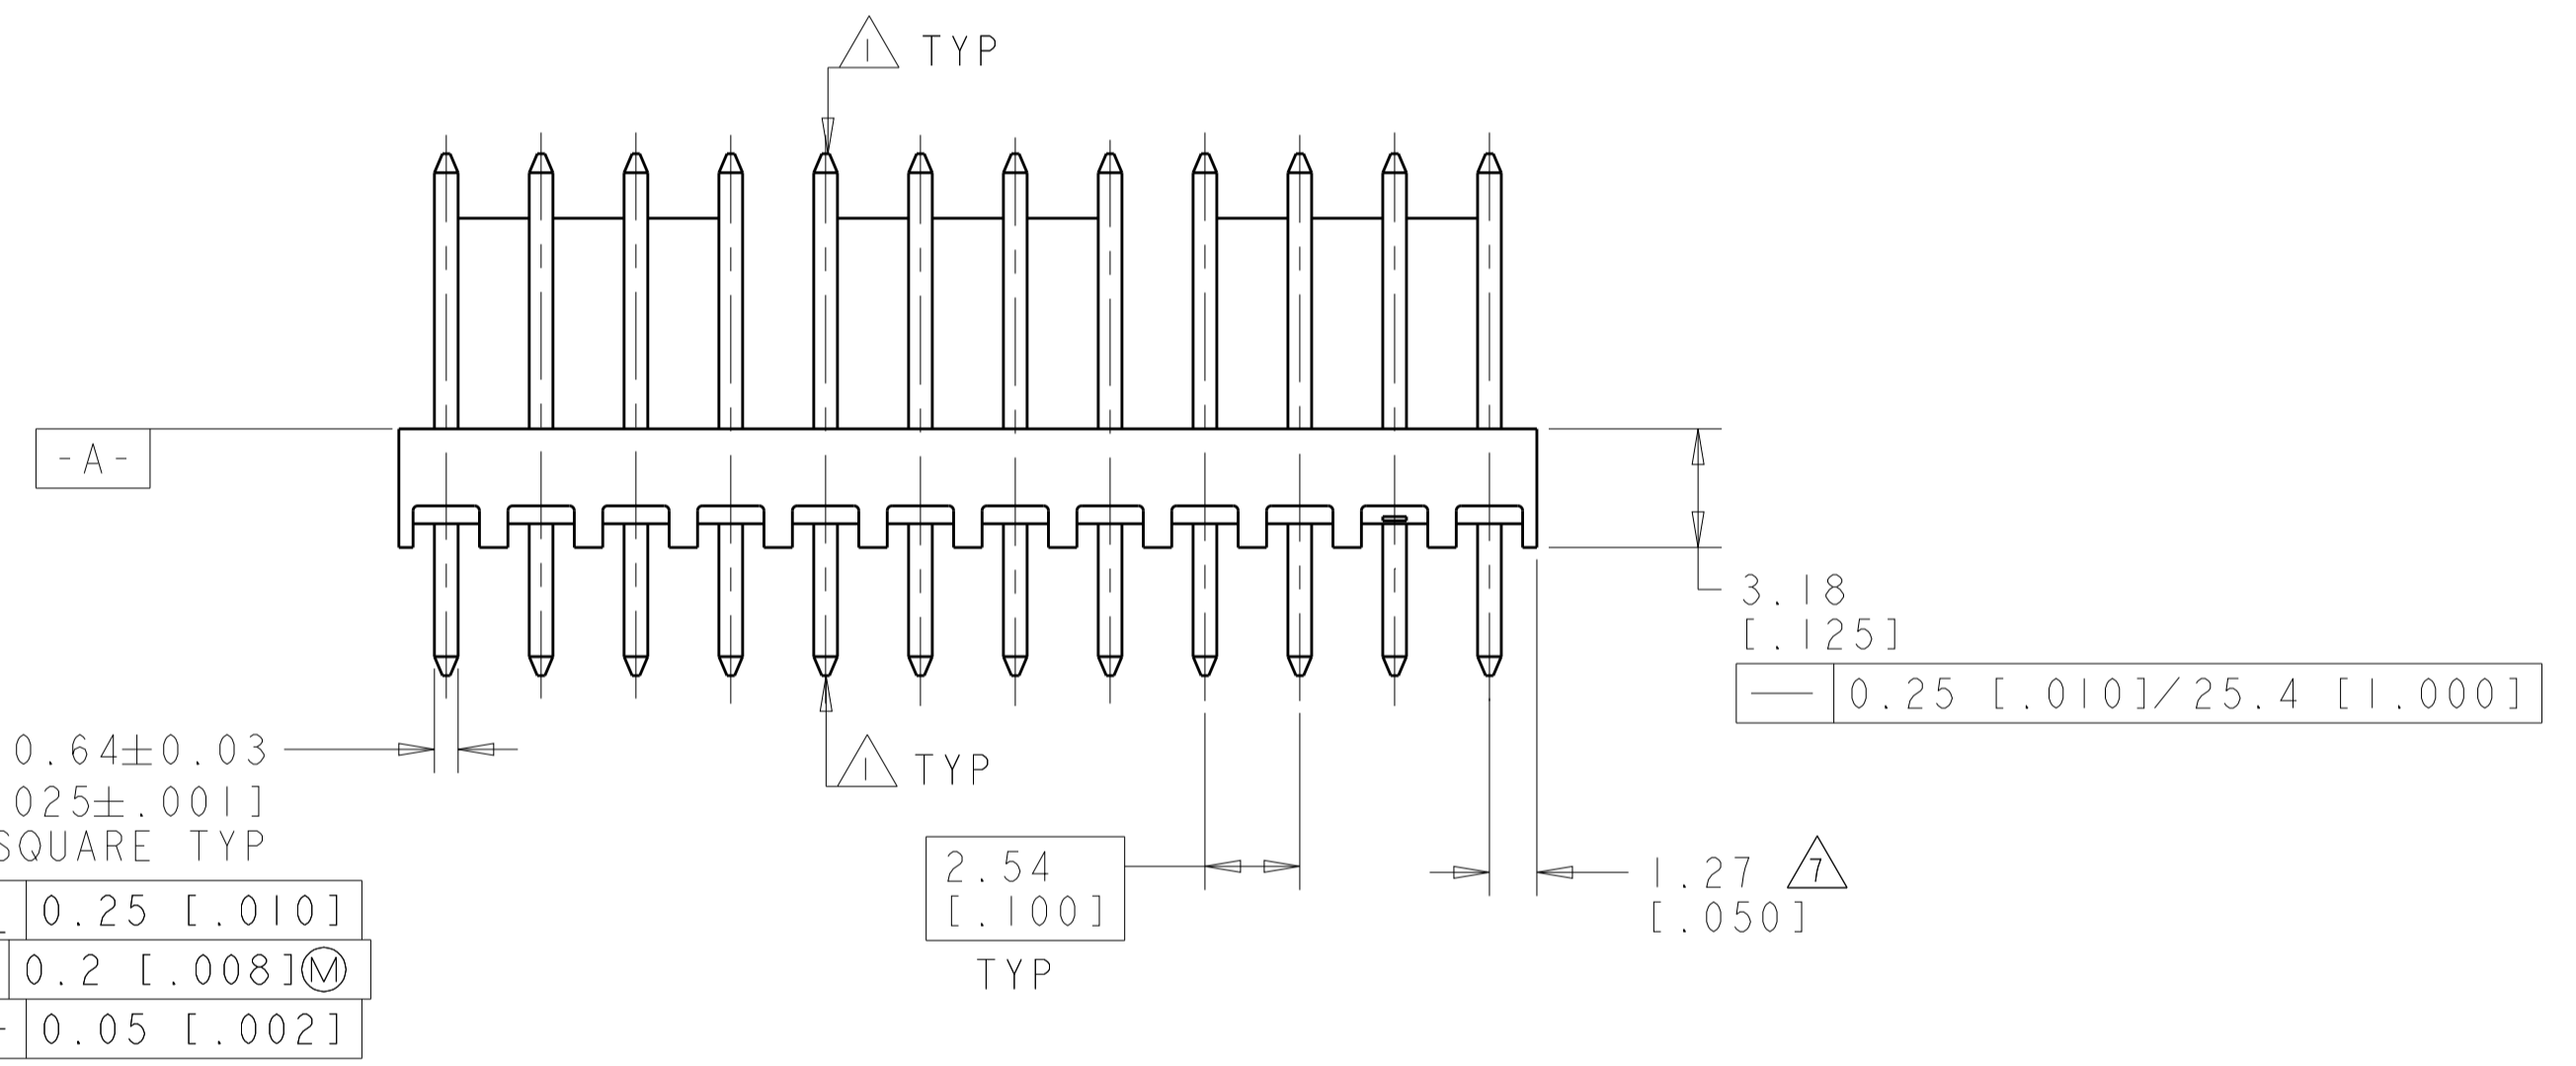 1 TYP
-A-
3.18
[.125]
— 0.25 [.010]/25.4 [1.000]
0.64±0.03
025±.001]
SQUARE TYP
0.25 [.010]
0.2 [.008]Ⓜ
0.05 [.002]
1 TYP
2.54
[.100]
TYP
1.27 7
[.050]